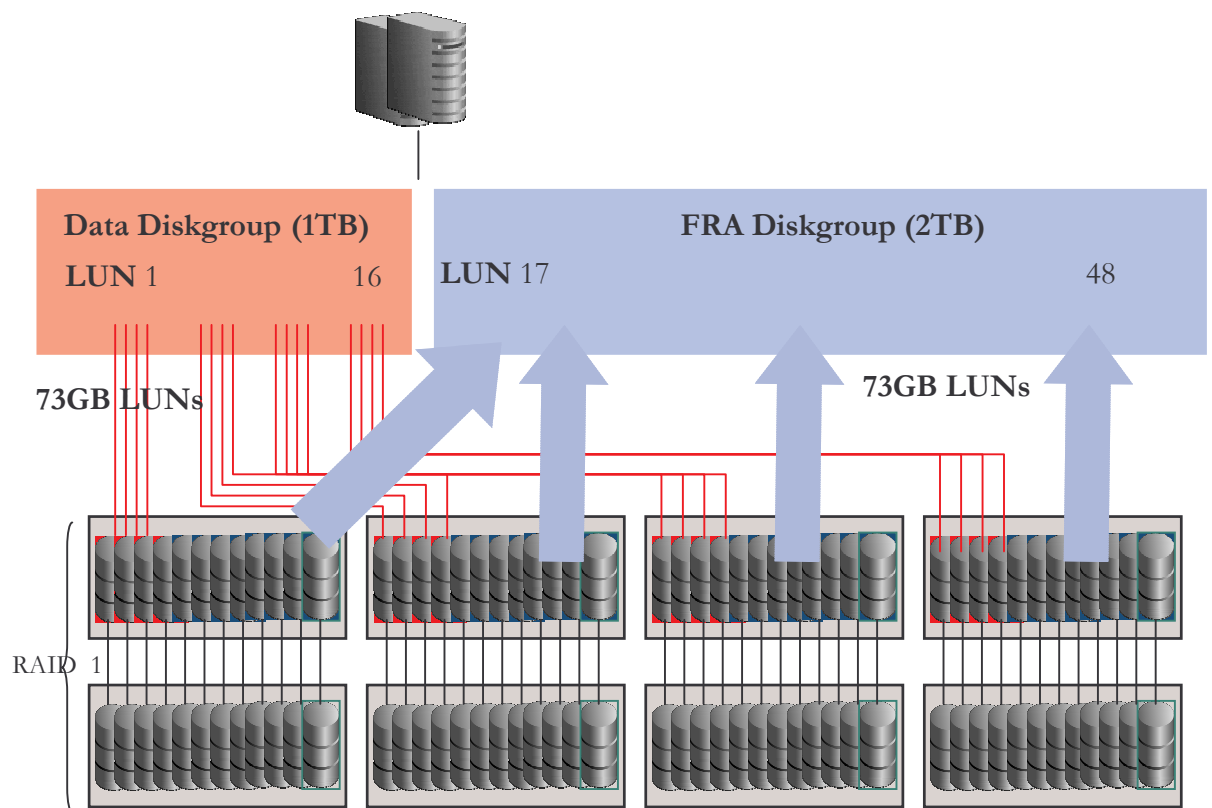 Data Diskgroup (1TB)
FRA Diskgroup (2TB)
LUN 1 16
LUN 17 48
73GB LUNs
73GB LUNs
RAID 1